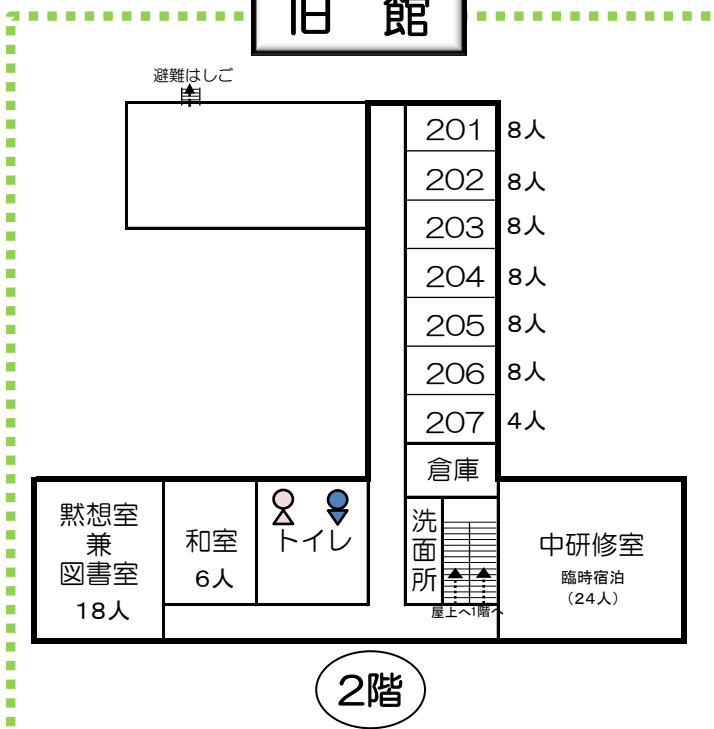 旧 館
避難はしご
201 8人
202 8人
203 8人
204 8人
205 8人
206 8人
207 4人
倉庫
黙想室
兼
図書室
18人
和室
6人
トイレ
洗面所
屋上へ
1階へ
中研修室
臨時宿泊
（24人）
2階